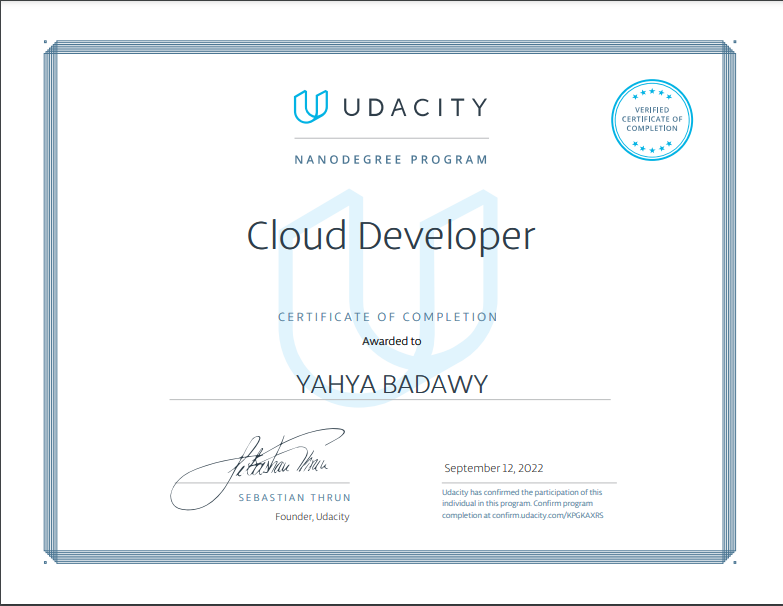 UDACITY
VERIFIED
CERTIFICATE OF
COMPLETION
NANODEGREE PROGRAM
Cloud Developer
CERTIFICATE OF COMPLETION
Awarded to
YAHYA BADAWY
Sebastian Thrun
September 12, 2022
SEBASTIAN THRUN
Founder, Udacity
Udacity has confirmed the participation of this
individual in this program. Confirm program
completion at confirm.udacity.com/KPGKAXRS